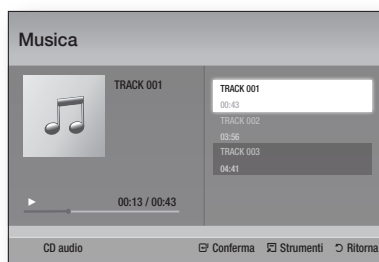 Musica
TRACK 001
00:13 / 00:43
TRACK 001
00:43
TRACK 002
03:56
TRACK 003
04:41
CD audio Conferma Strumenti Ritorna